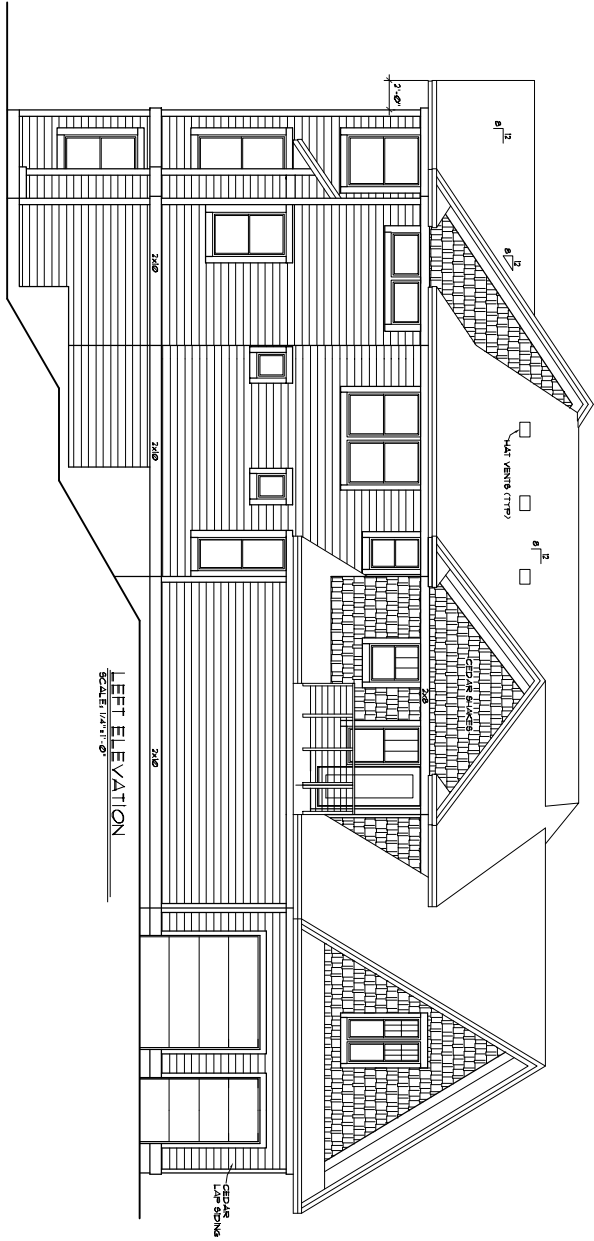 2'-0"
8
12
8
12
HAT VENTS (TYP)
8
12
CEDAR SHAKES
2x8
2x10
2x10
2x10
CEDAR
LAP SIDING
LEFT ELEVATION
SCALE: 1/4"=1'-0"